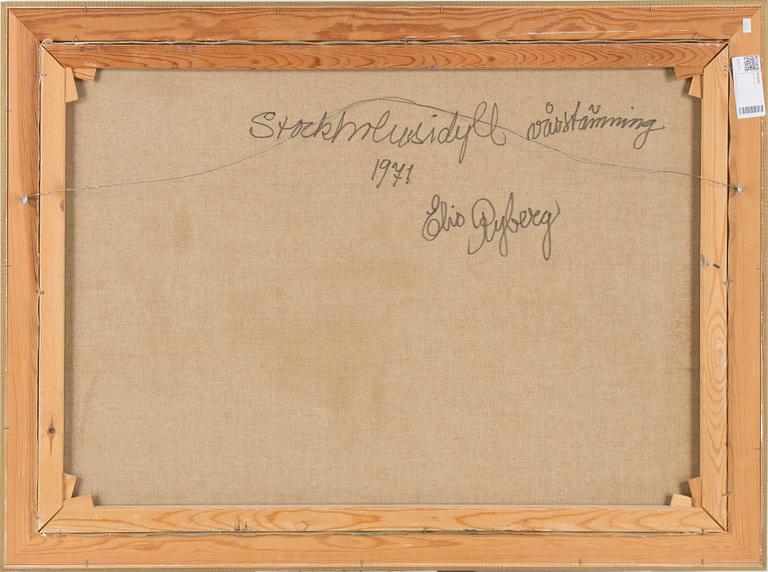 Stockholmsidyll vårstämning
1971
Elis Ryberg